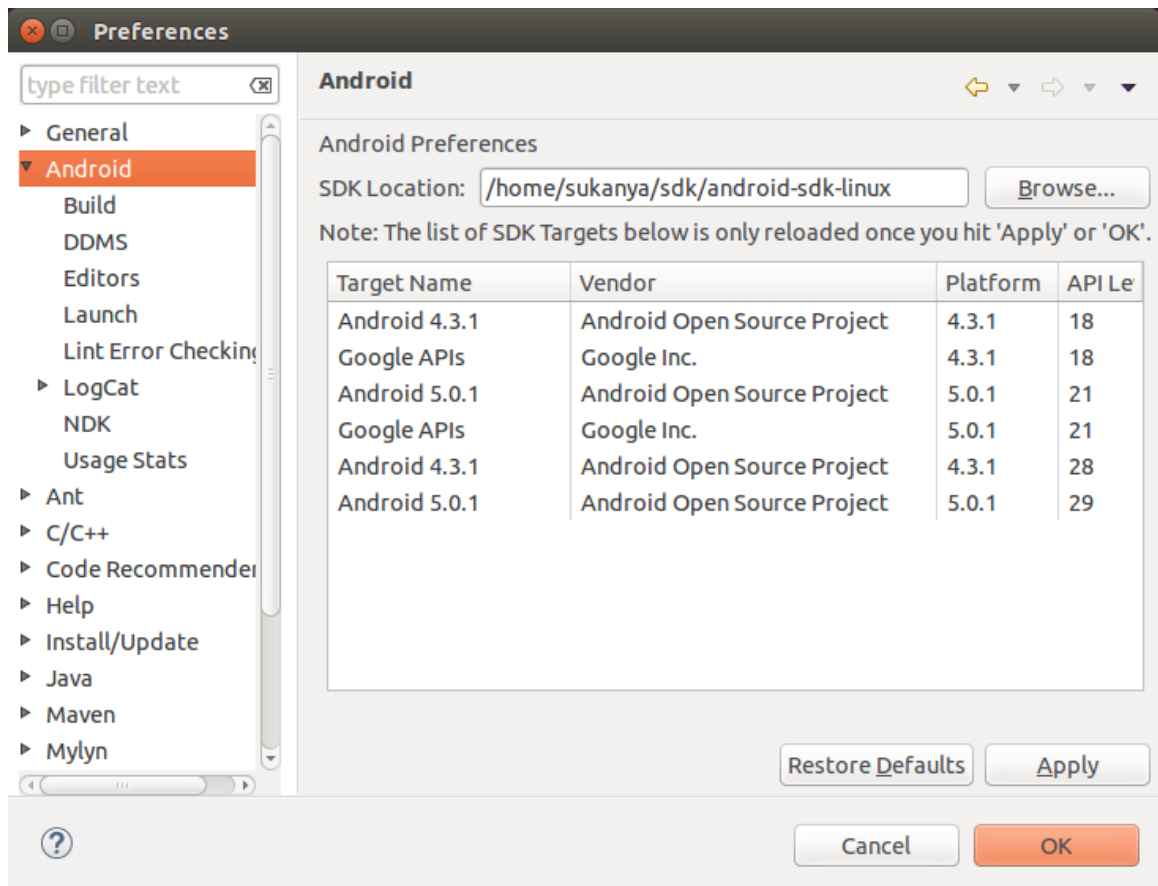 Preferences
type filter text
General
Android
Build
DDMS
Editors
Launch
Lint Error Checking
LogCat
NDK
Usage Stats
Ant
C/C++
Code Recommender
Help
Install/Update
Java
Maven
Mylyn
Android
Android Preferences
SDK Location: /home/sukanya/sdk/android-sdk-linux Browse...
Note: The list of SDK Targets below is only reloaded once you hit 'Apply' or 'OK'.
Target Name Vendor Platform API Le
Android 4.3.1 Android Open Source Project 4.3.1 18
Google APIs Google Inc. 4.3.1 18
Android 5.0.1 Android Open Source Project 5.0.1 21
Google APIs Google Inc. 5.0.1 21
Android 4.3.1 Android Open Source Project 4.3.1 28
Android 5.0.1 Android Open Source Project 5.0.1 29
Restore Defaults Apply
? Cancel OK